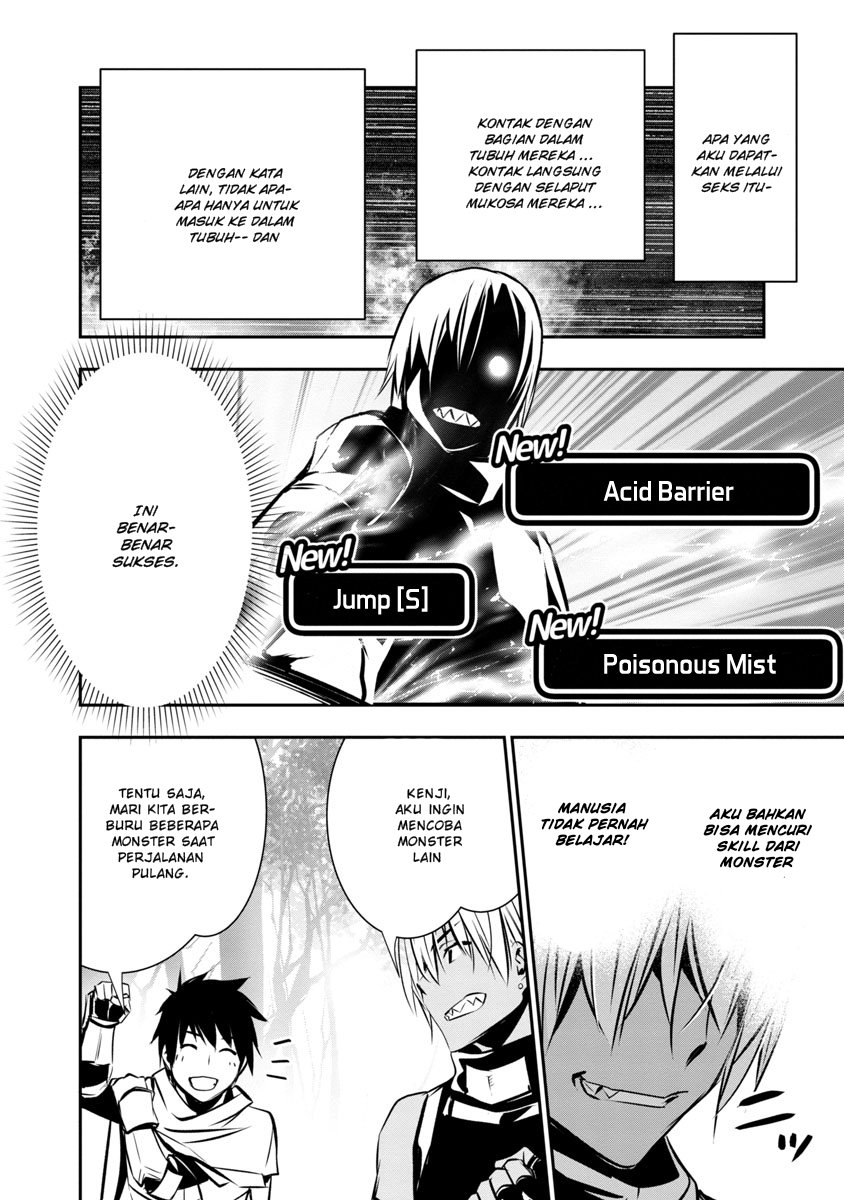 APA YANG
AKU DAPAT-
KAN MELALUI
SEKS ITU-
KONTAK DENGAN
BAGIAN DALAM
TUBUH MEREKA ...
KONTAK LANGSUNG
DENGAN SELAPUT
MUKOSA MEREKA ...
DENGAN KATA
LAIN, TIDAK APA-
APA HANYA UNTUK
MASUK KE DALAM
TUBUH-- DAN
New!
Acid Barrier
New!
Jump [S]
New!
Poisonous Mist
INI
BENAR-
BENAR
SUKSES.
AKU BAHKAN
BISA MENCURI
SKILL DARI
MONSTER
MANUSIA
TIDAK PERNAH
BELAJAR!
KENJI,
AKU INGIN
MENCOBA
MONSTER
LAIN
TENTU SAJA,
MARI KITA BER-
BURU BEBERAPA
MONSTER SAAT
PERJALANAN
PULANG.
ツ